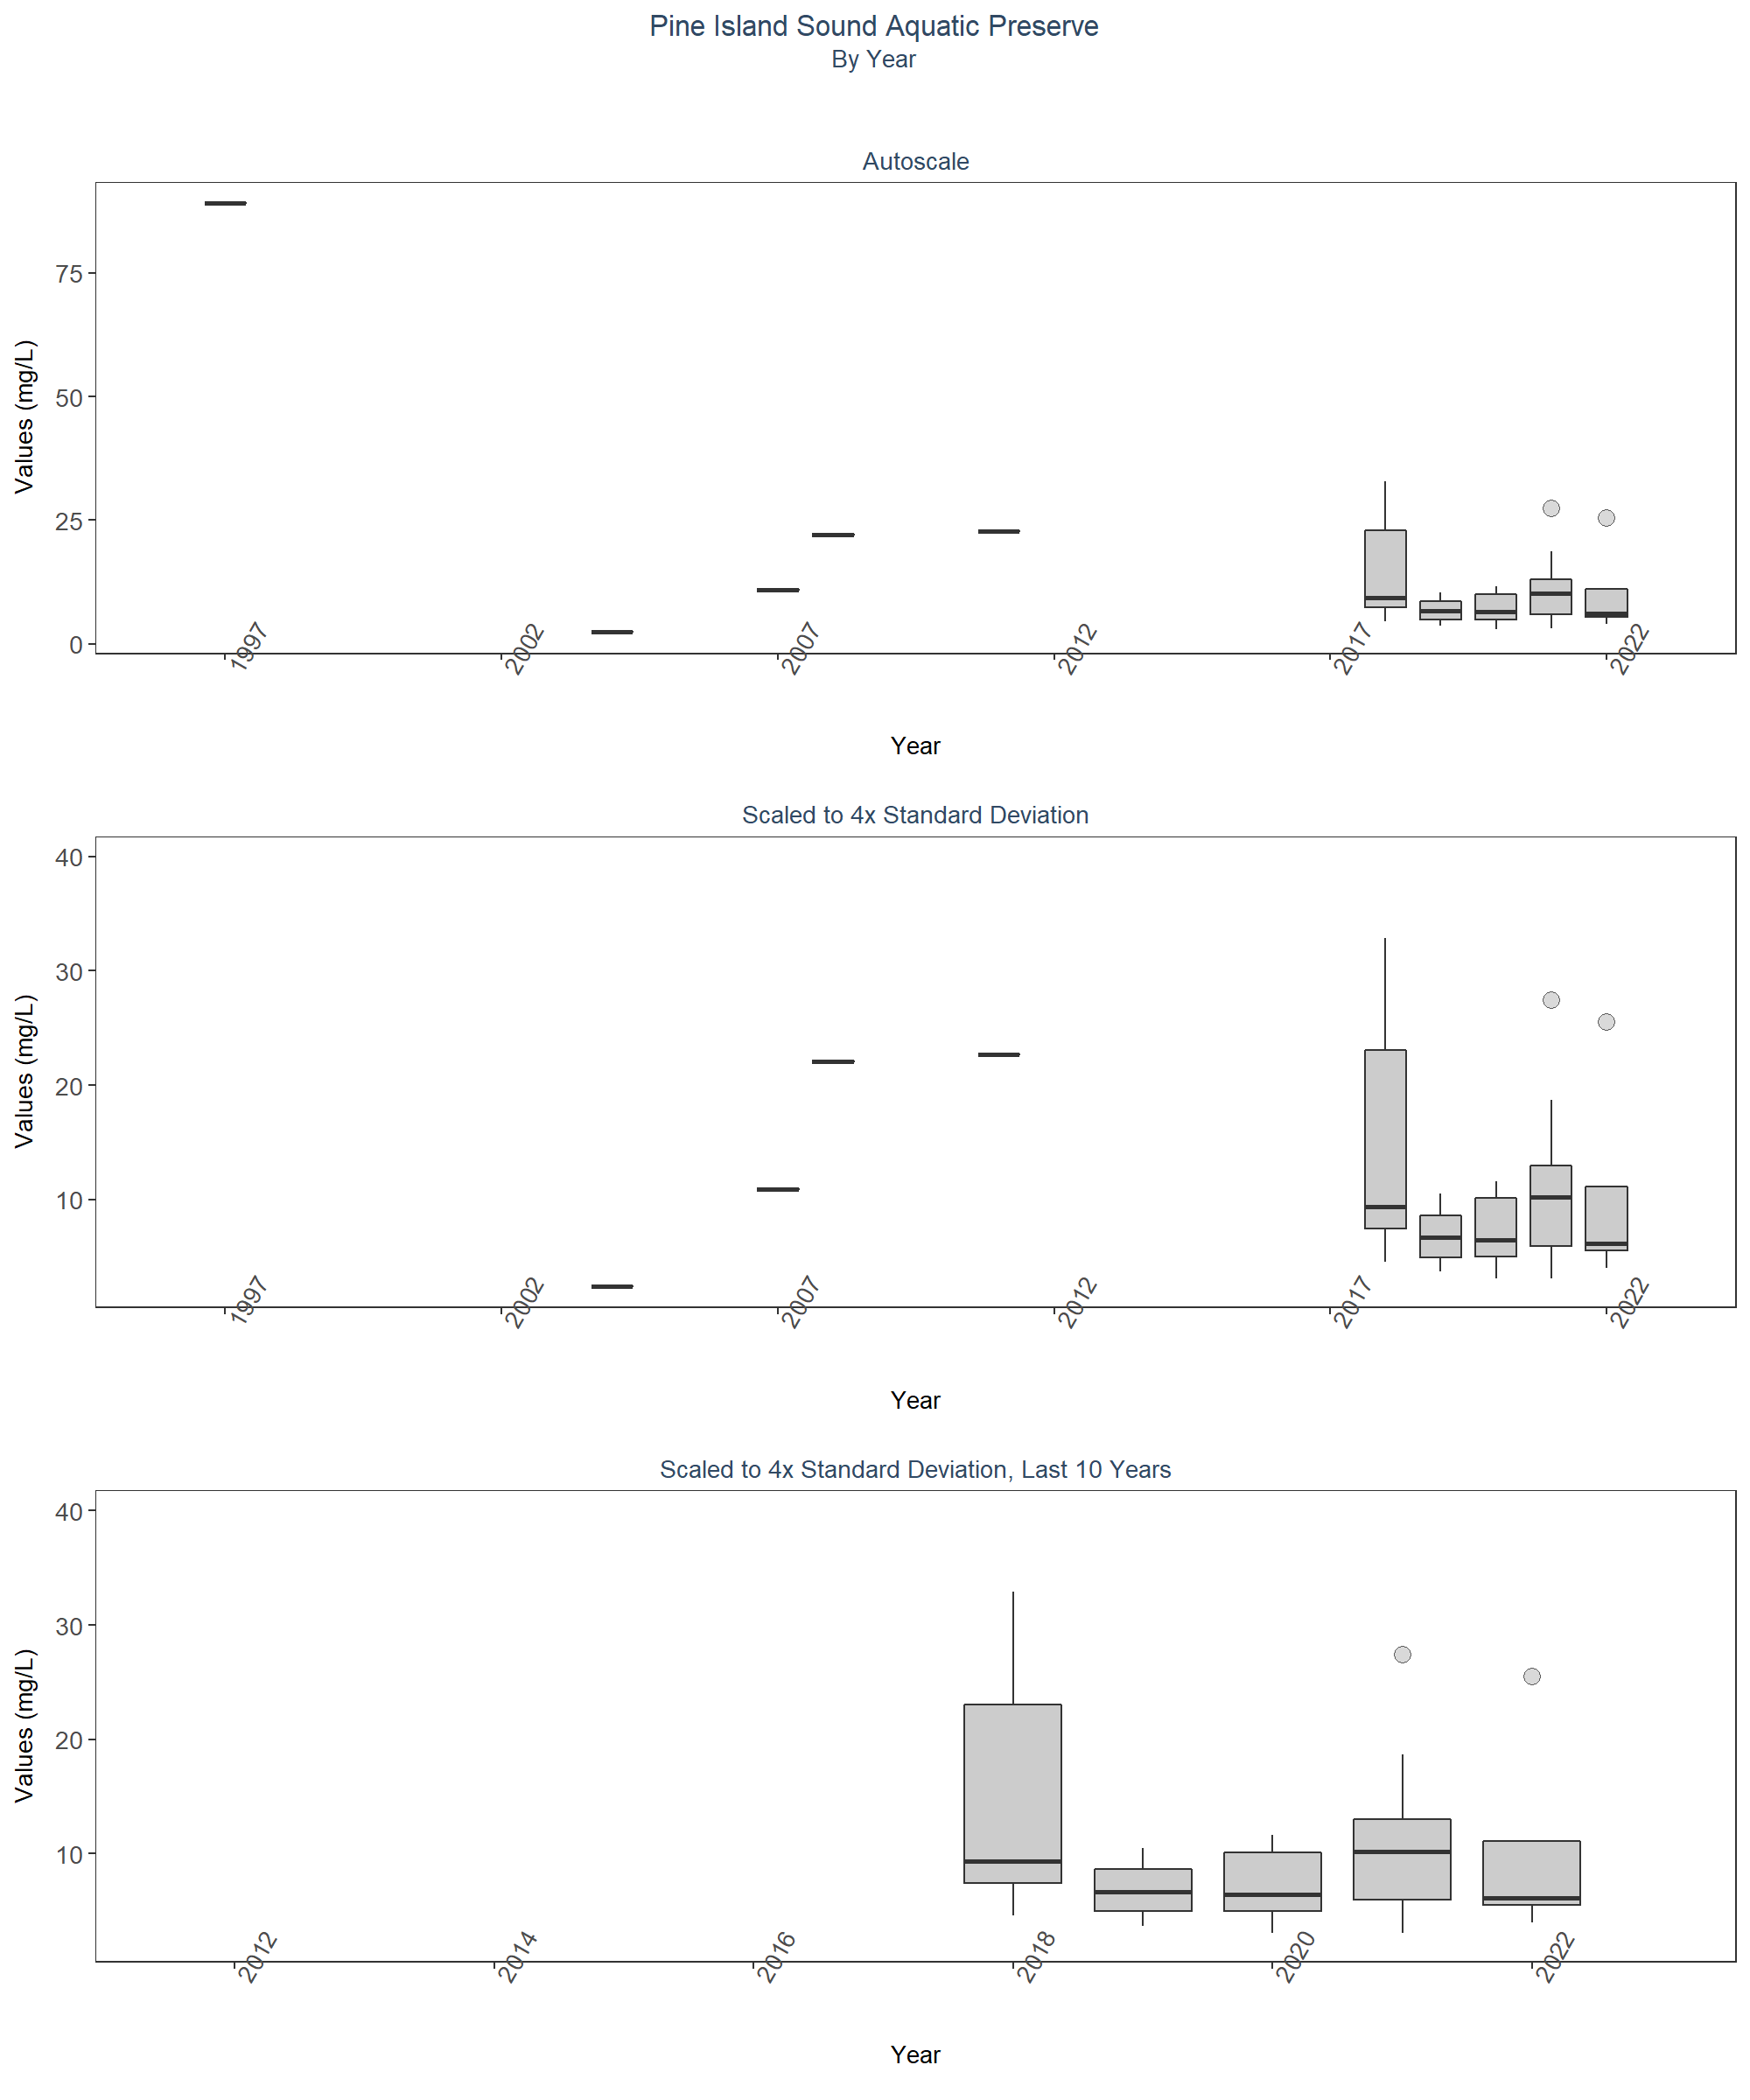 Pine Island Sound Aquatic Preserve
By Year
Autoscale
Values (mg/L)
75
50
25
0
1997 2002 2007 2012 2017 2022
Year
Scaled to 4x Standard Deviation
Values (mg/L)
40
30
20
10
1997 2002 2007 2012 2017 2022
Year
Scaled to 4x Standard Deviation, Last 10 Years
Values (mg/L)
40
30
20
10
2012 2014 2016 2018 2020 2022
Year